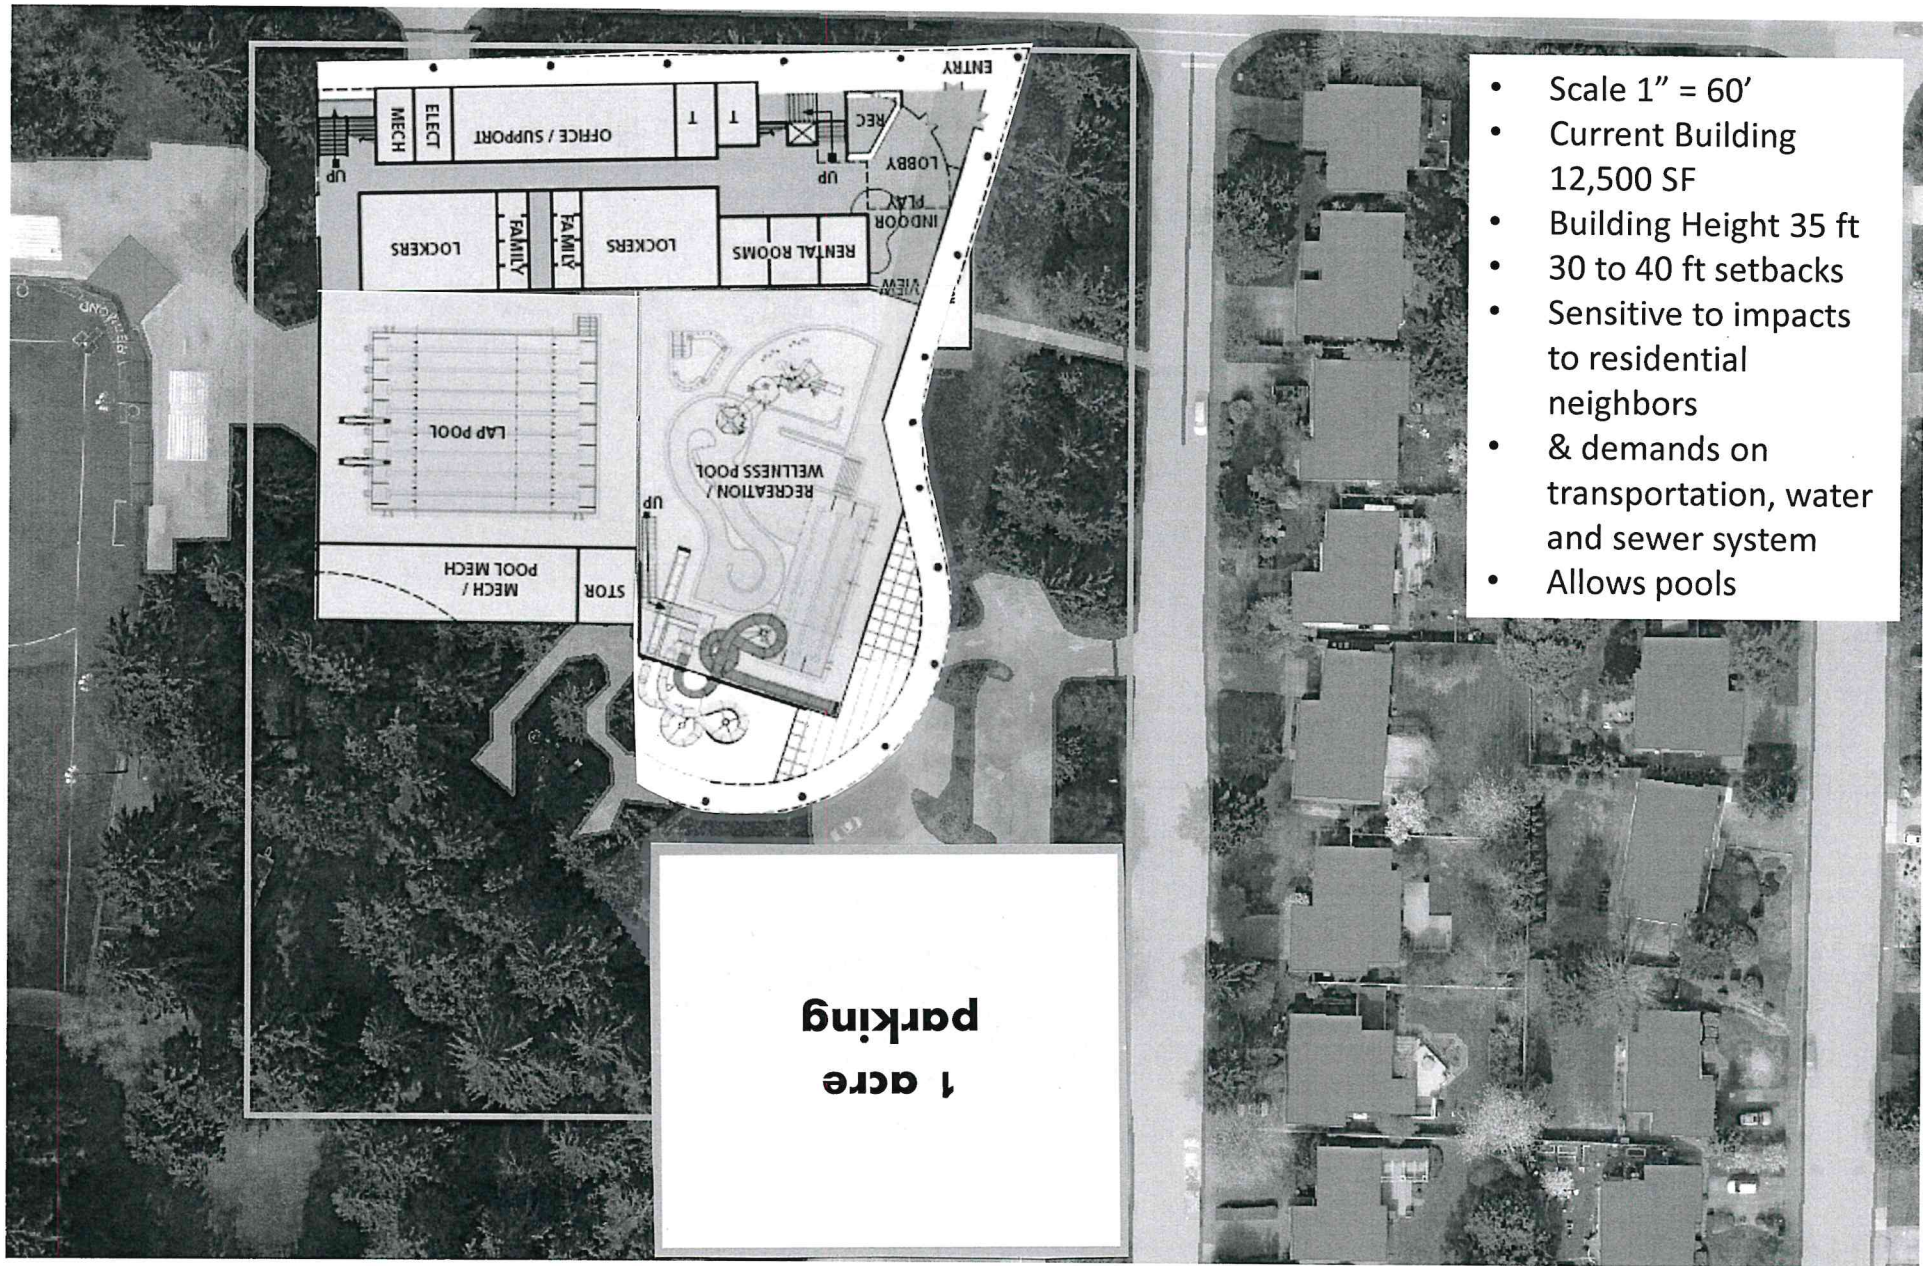 • Scale 1” = 60’
• Current Building
12,500 SF
• Building Height 35 ft
• 30 to 40 ft setbacks
• Sensitive to impacts
to residential
neighbors
• & demands on
transportation, water
and sewer system
• Allows pools
1 acre
parking
STOR
MECH /
POOL MECH
UP
RECREATION /
WELLNESS POOL
LAP POOL
VIEW
RENTAL ROOMS
LOCKERS
FAMILY
FAMILY
LOCKERS
INDOOR
PLAY
LOBBY
UP
UP
REC
T
T
OFFICE / SUPPORT
ELECT
MECH
ENTRY